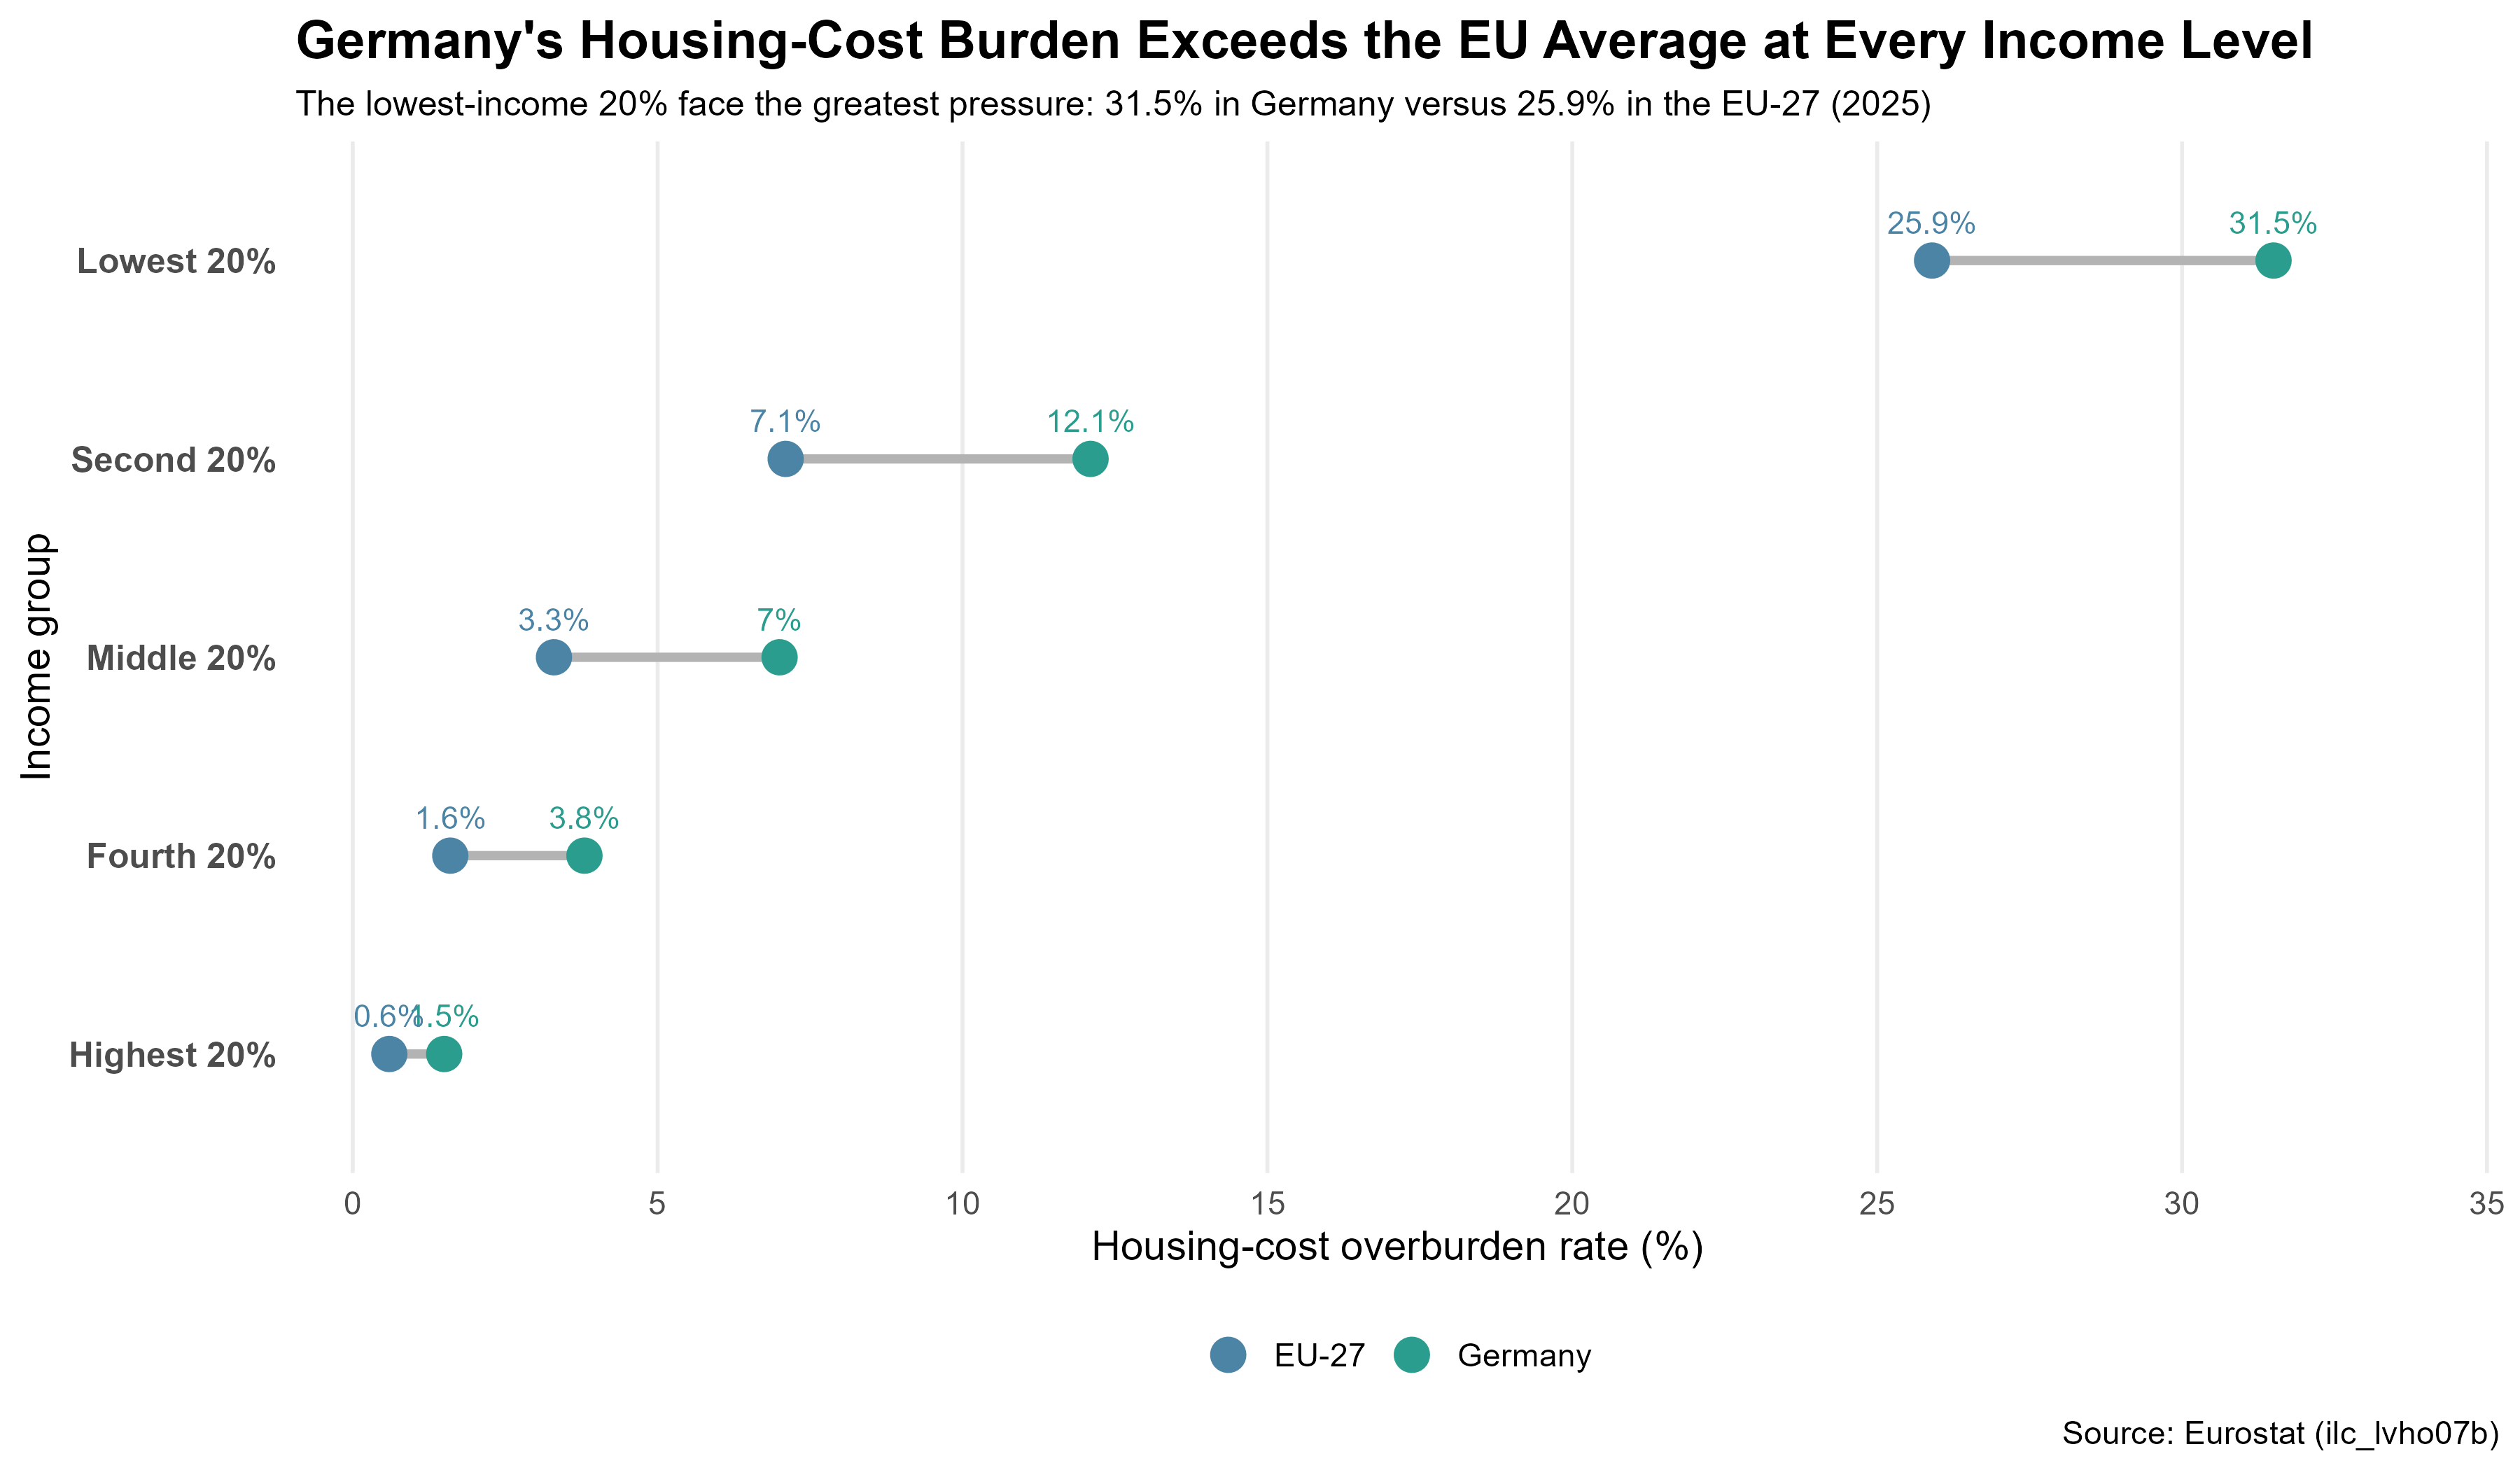 Germany's Housing-Cost Burden Exceeds the EU Average at Every Income Level
The lowest-income 20% face the greatest pressure: 31.5% in Germany versus 25.9% in the EU-27 (2025)
25.9% 31.5%
Lowest 20%
7.1% 12.1%
Second 20%
Income group
3.3% 7%
Middle 20%
1.6% 3.8%
Fourth 20%
0.6% 1.5%
Highest 20%
0 5 10 15 20 25 30 35
Housing-cost overburden rate (%)
EU-27 Germany
Source: Eurostat (ilc_lvho07b)